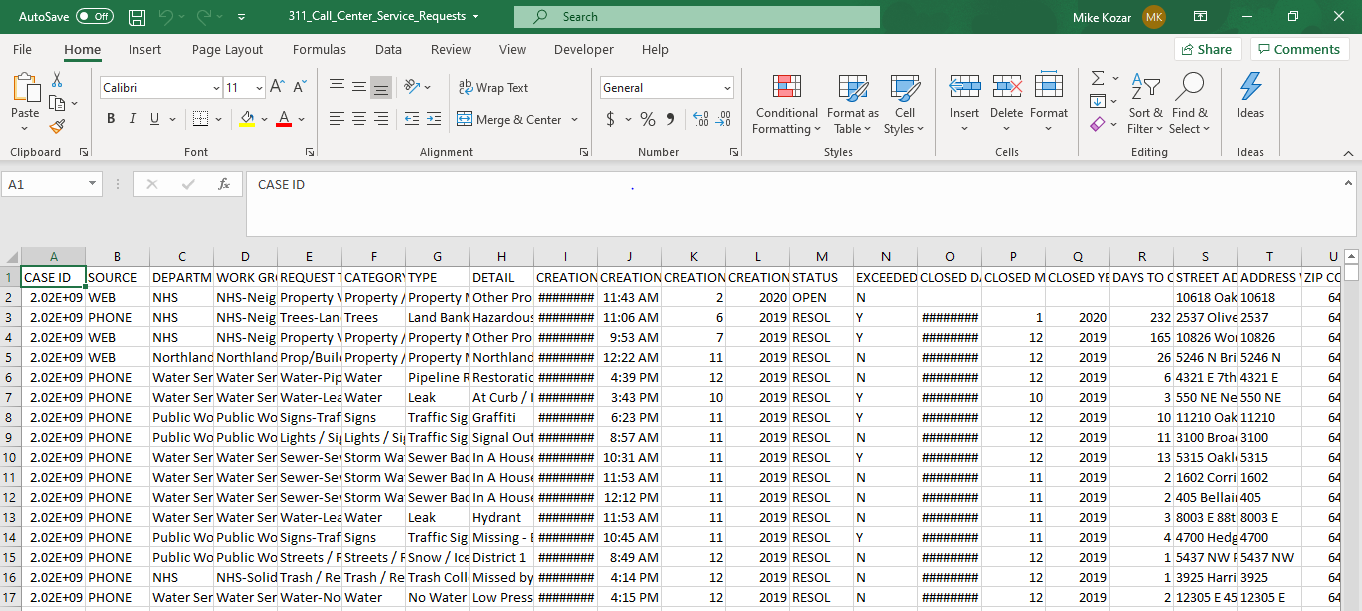 AutoSave Off 311_Call_Center_Service_Requests Search Mike Kozar MK
File Home Insert Page Layout Formulas Data Review View Developer Help Share Comments
Calibri 11 A A ab Wrap Text General
Paste B I U A Merge & Center $ % 9 Conditional Formatting Format as Table Cell Styles Insert Delete Format Sort & Filter Find & Select Ideas
Clipboard Font Alignment Number Styles Cells Editing Ideas
A1 fx CASE ID
A B C D E F G H I J K L M N O P Q R S T U
1 CASE ID SOURCE DEPARTM WORK GR REQUEST T CATEGORY TYPE DETAIL CREATION CREATION CREATION CREATION STATUS EXCEEDED CLOSED DA CLOSED M CLOSED YE DAYS TO C STREET AD ADDRESS ZIP CO
2 2.02E+09 WEB NHS NHS-Neig Property V Property / Property M Other Pro ######## 11:43 AM 2 2020 OPEN N 10618 Oak 10618 64
3 2.02E+09 PHONE NHS NHS-Neig Trees-Lan Trees Land Bank Hazardous ######## 11:06 AM 6 2019 RESOL Y ######## 1 2020 232 2537 Olive 2537 64
4 2.02E+09 WEB NHS NHS-Neig Property V Property / Property M Other Pro ######## 9:53 AM 7 2019 RESOL Y ######## 12 2019 165 10826 Wor 10826 64
5 2.02E+09 WEB Northland Northland Prop/Buil Property / Property M Northland ######## 12:22 AM 11 2019 RESOL N ######## 12 2019 26 5246 N Bri 5246 N 64
6 2.02E+09 PHONE Water Ser Water Ser Water-Pip Water Pipeline R Restoratio ######## 4:39 PM 12 2019 RESOL N ######## 12 2019 6 4321 E 7th 4321 E 64
7 2.02E+09 PHONE Water Ser Water Ser Water-Lea Water Leak At Curb / I ######## 3:43 PM 10 2019 RESOL Y ######## 10 2019 3 550 NE Ne 550 NE 64
8 2.02E+09 PHONE Public Wo Public Wo Signs-Traf Signs Traffic Sig Graffiti ######## 6:23 PM 11 2019 RESOL Y ######## 12 2019 10 11210 Oak 11210 64
9 2.02E+09 PHONE Public Wo Public Wo Lights / Si Lights / Si Traffic Sig Signal Out ######## 8:57 AM 11 2019 RESOL N ######## 12 2019 11 3100 Broa 3100 64
10 2.02E+09 PHONE Water Ser Water Ser Sewer-Se Storm Wa Sewer Bac In A House ######## 10:31 AM 11 2019 RESOL Y ######## 12 2019 13 5315 Oakl 5315 64
11 2.02E+09 PHONE Water Ser Water Ser Sewer-Se Storm Wa Sewer Bac In A House ######## 11:53 AM 11 2019 RESOL N ######## 11 2019 2 1602 Corri 1602 64
12 2.02E+09 PHONE Water Ser Water Ser Sewer-Se Storm Wa Sewer Bac In A House ######## 12:12 PM 11 2019 RESOL N ######## 11 2019 2 405 Bellair 405 64
13 2.02E+09 PHONE Water Ser Water Ser Water-Lea Water Leak Hydrant ######## 11:53 AM 11 2019 RESOL N ######## 11 2019 3 8003 E 88t 8003 E 64
14 2.02E+09 PHONE Public Wo Public Wo Signs-Traf Signs Traffic Sig Missing - ######## 10:45 AM 11 2019 RESOL Y ######## 11 2019 4 4700 Hedg 4700 64
15 2.02E+09 PHONE Public Wo Public Wo Streets / F Streets / F Snow / Ice District 1 ######## 8:49 AM 12 2019 RESOL N ######## 12 2019 1 5437 NW F 5437 NW 64
16 2.02E+09 PHONE NHS NHS-Solid Trash / Re Trash / Re Trash Coll Missed by ######## 4:14 PM 12 2019 RESOL N ######## 12 2019 1 3925 Harri 3925 64
17 2.02E+09 PHONE Water Ser Water Ser Water-No Water No Water Low Press ######## 4:15 PM 12 2019 RESOL N ######## 12 2019 2 12305 E 45 12305 E 64